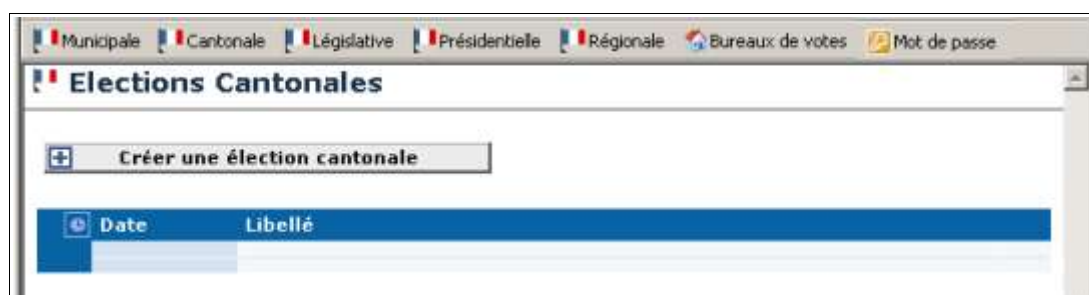 Municipale Cantonale Législative Présidentielle Régionale Bureaux de votes Mot de passe
Elections Cantonales
Créer une élection cantonale
Date Libellé